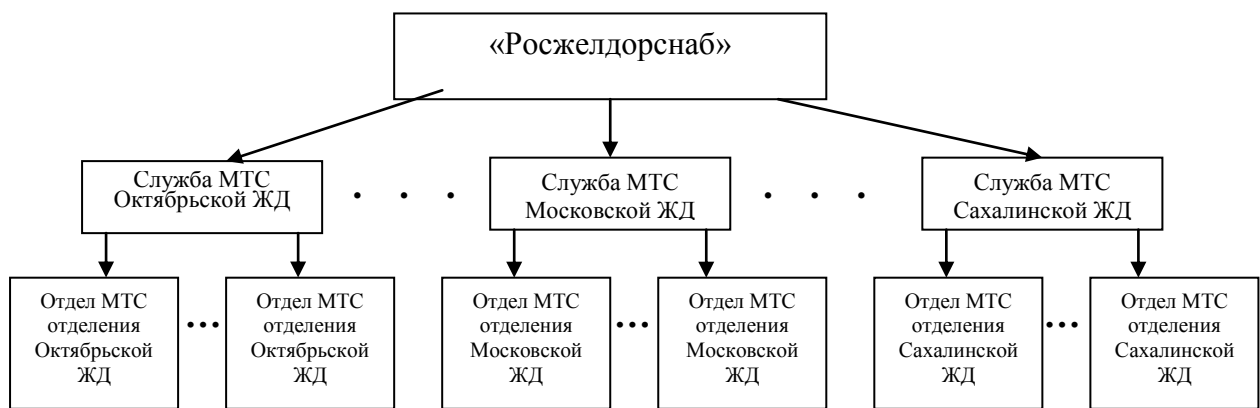 «Росжелдорснаб»
Служба МТС
Октябрьской ЖД
. . .
Служба МТС
Московской ЖД
. . .
Служба МТС
Сахалинской ЖД
Отдел МТС
отделения
Октябрьской
ЖД
...
Отдел МТС
отделения
Октябрьской
ЖД
Отдел МТС
отделения
Московской
ЖД
...
Отдел МТС
отделения
Московской
ЖД
Отдел МТС
отделения
Сахалинской
ЖД
...
Отдел МТС
отделения
Сахалинской
ЖД